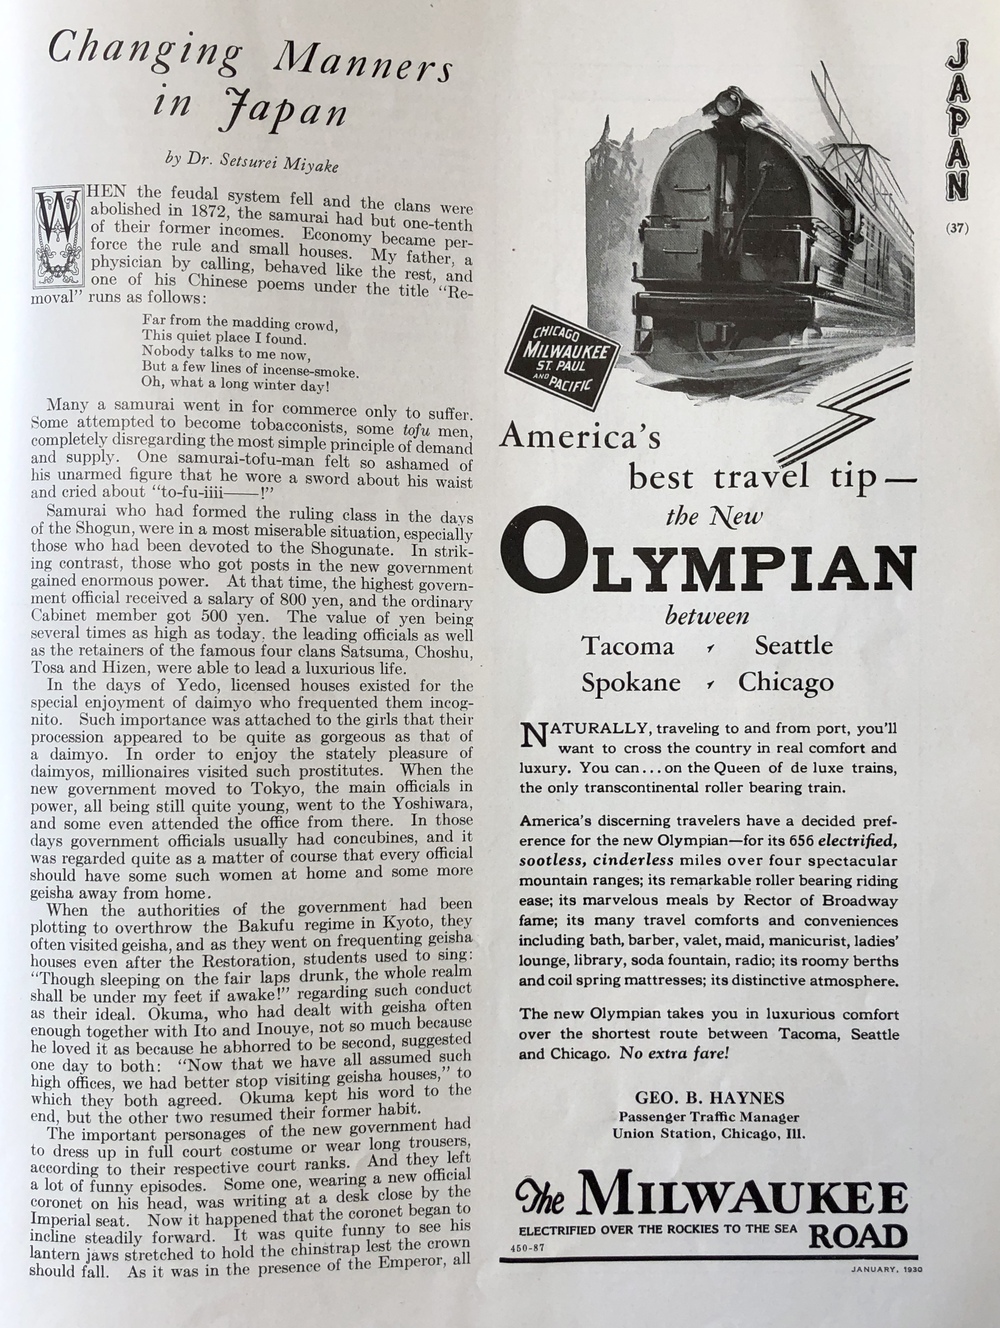 Changing Manners
in Japan
by Dr. Setsurei Miyake
WHEN the feudal system fell and the clans were
abolished in 1872, the samurai had but one-tenth
of their former incomes. Economy became per-
force the rule and small houses. My father, a
physician by calling, behaved like the rest, and
one of his Chinese poems under the title "Re-
moval" runs as follows:
Far from the madding crowd,
This quiet place I found.
Nobody talks to me now,
But a few lines of incense-smoke.
Oh, what a long winter day!
Many a samurai went in for commerce only to suffer.
Some attempted to become tobacconists, some tofu men,
completely disregarding the most simple principle of demand
and supply. One samurai-tofu-man felt so ashamed of
his unarmed figure that he wore a sword about his waist
and cried about "to-fu-iiii——!"
Samurai who had formed the ruling class in the days
of the Shogun, were in a most miserable situation, especially
those who had been devoted to the Shogunate. In strik-
ing contrast, those who got posts in the new government
gained enormous power. At that time, the highest govern-
ment official received a salary of 800 yen, and the ordinary
Cabinet member got 500 yen. The value of yen being
several times as high as today, the leading officials as well
as the retainers of the famous four clans Satsuma, Choshu,
Tosa and Hizen, were able to lead a luxurious life.
In the days of Yedo, licensed houses existed for the
special enjoyment of daimyo who frequented them incog-
nito. Such importance was attached to the girls that their
procession appeared to be quite as gorgeous as that of
a daimyo. In order to enjoy the stately pleasure of
daimyos, millionaires visited such prostitutes. When the
new government moved to Tokyo, the main officials in
power, all being still quite young, went to the Yoshiwara,
and some even attended the office from there. In those
days government officials usually had concubines, and it
was regarded quite as a matter of course that every official
should have some such women at home and some more
geisha away from home.
When the authorities of the government had been
plotting to overthrow the Bakufu regime in Kyoto, they
often visited geisha, and as they went on frequenting geisha
houses even after the Restoration, students used to sing:
"Though sleeping on the fair laps drunk, the whole realm
shall be under my feet if awake!" regarding such conduct
as their ideal. Okuma, who had dealt with geisha often
enough together with Ito and Inouye, not so much because
he loved it as because he abhorred to be second, suggested
one day to both: "Now that we have all assumed such
high offices, we had better stop visiting geisha houses," to
which they both agreed. Okuma kept his word to the
end, but the other two resumed their former habit.
The important personages of the new government had
to dress up in full court costume or wear long trousers,
according to their respective court ranks. And they left
a lot of funny episodes. Some one, wearing a new official
coronet on his head, was writing at a desk close by the
Imperial seat. Now it happened that the coronet began to
incline steadily forward. It was quite funny to see his
lantern jaws stretched to hold the chinstrap lest the crown
should fall. As it was in the presence of the Emperor, all
JAPAN
(37)
CHICAGO
MILWAUKEE
ST. PAUL
AND PACIFIC
America's
best travel tip—
the New
OLYMPIAN
between
Tacoma - Seattle
Spokane - Chicago
NATURALLY, traveling to and from port, you'll
want to cross the country in real comfort and
luxury. You can...on the Queen of de luxe trains,
the only transcontinental roller bearing train.
America's discerning travelers have a decided pref-
erence for the new Olympian—for its 656 electrified,
sootless, cinderless miles over four spectacular
mountain ranges; its remarkable roller bearing riding
ease; its marvelous meals by Rector of Broadway
fame; its many travel comforts and conveniences
including bath, barber, valet, maid, manicurist, ladies'
lounge, library, soda fountain, radio; its roomy berths
and coil spring mattresses; its distinctive atmosphere.
The new Olympian takes you in luxurious comfort
over the shortest route between Tacoma, Seattle
and Chicago. No extra fare!
GEO. B. HAYNES
Passenger Traffic Manager
Union Station, Chicago, Ill.
The MILWAUKEE
ELECTRIFIED OVER THE ROCKIES TO THE SEA ROAD
450-87
JANUARY, 1930